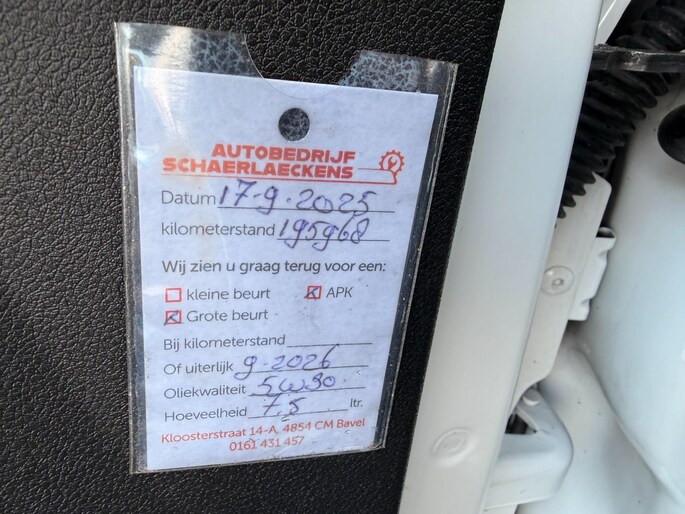 AUTOBEDRIJF
SCHAERLAECKENS
Datum 17-9-2025
kilometerstand 195968
Wij zien u graag terug voor een:
kleine beurt APK
Grote beurt
Bij kilometerstand
Of uiterlijk 9-2026
Oliekwaliteit 5w30
Hoeveelheid 7,5 ltr.
Kloosterstraat 14-A, 4854 CM Bavel
0161 431 457